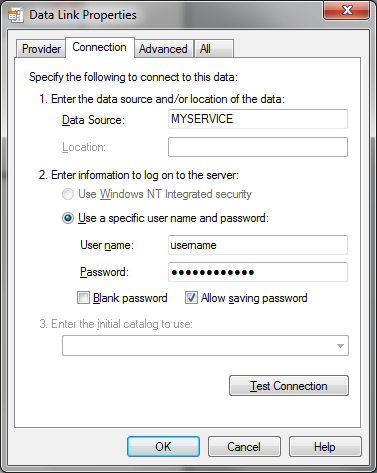 Data Link Properties
Provider Connection Advanced All
Specify the following to connect to this data:
1. Enter the data source and/or location of the data:
Data Source: MYSERVICE
Location:
2. Enter information to log on to the server:
Use Windows NT Integrated security
Use a specific user name and password:
User name: username
Password: ●●●●●●●●●●●●
Blank password Allow saving password
3. Enter the initial catalog to use:
Test Connection
OK Cancel Help